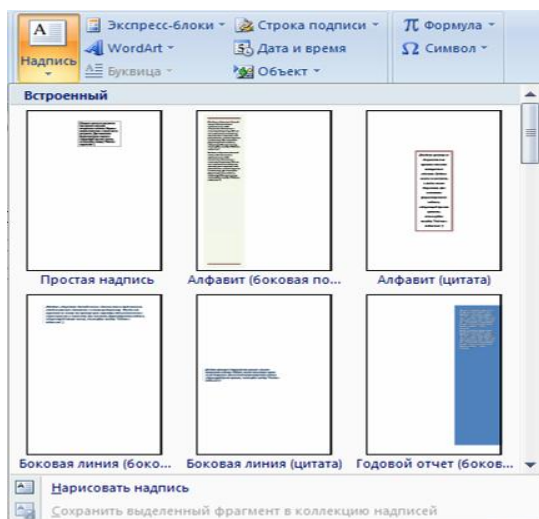 Экспресс-блоки Строка подписи Формула
WordArt Дата и время Символ
Надпись Буквица Объект
Встроенный
Простая надпись Алфавит (боковая по... Алфавит (цитата)
Боковая линия (боко... Боковая линия (цитата) Годовой отчет (боков...
Нарисовать надпись
Сохранить выделенный фрагмент в коллекцию надписей